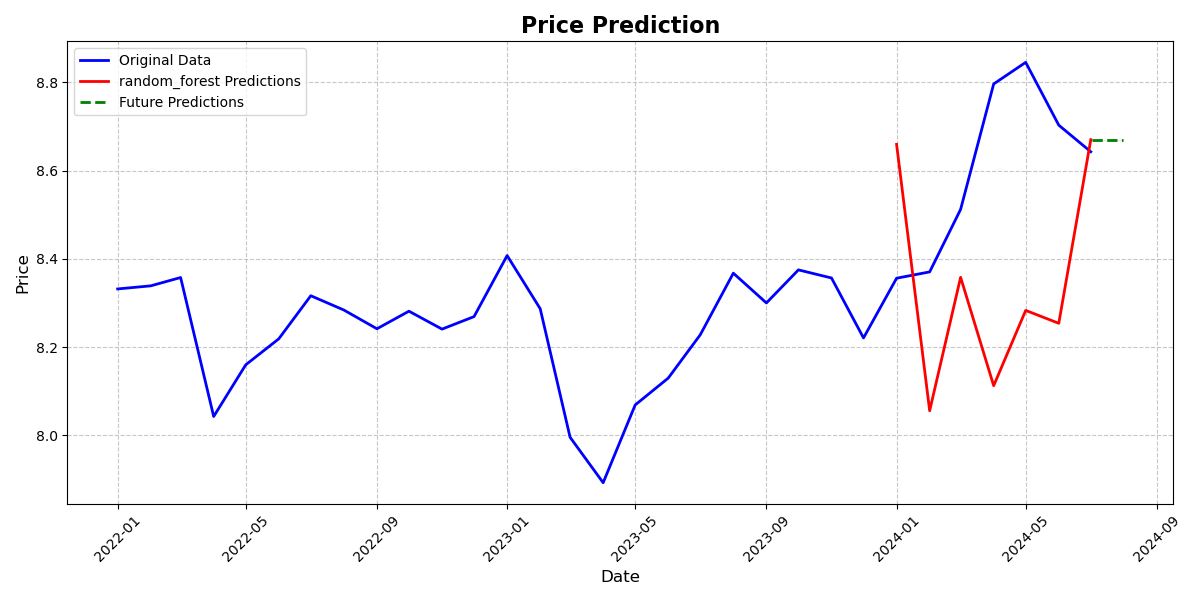 Price Prediction
Original Data
random_forest Predictions
Future Predictions
Price
8.8
8.6
8.4
8.2
8.0
2022-01
2022-05
2022-09
2023-01
2023-05
2023-09
2024-01
2024-05
2024-09
Date